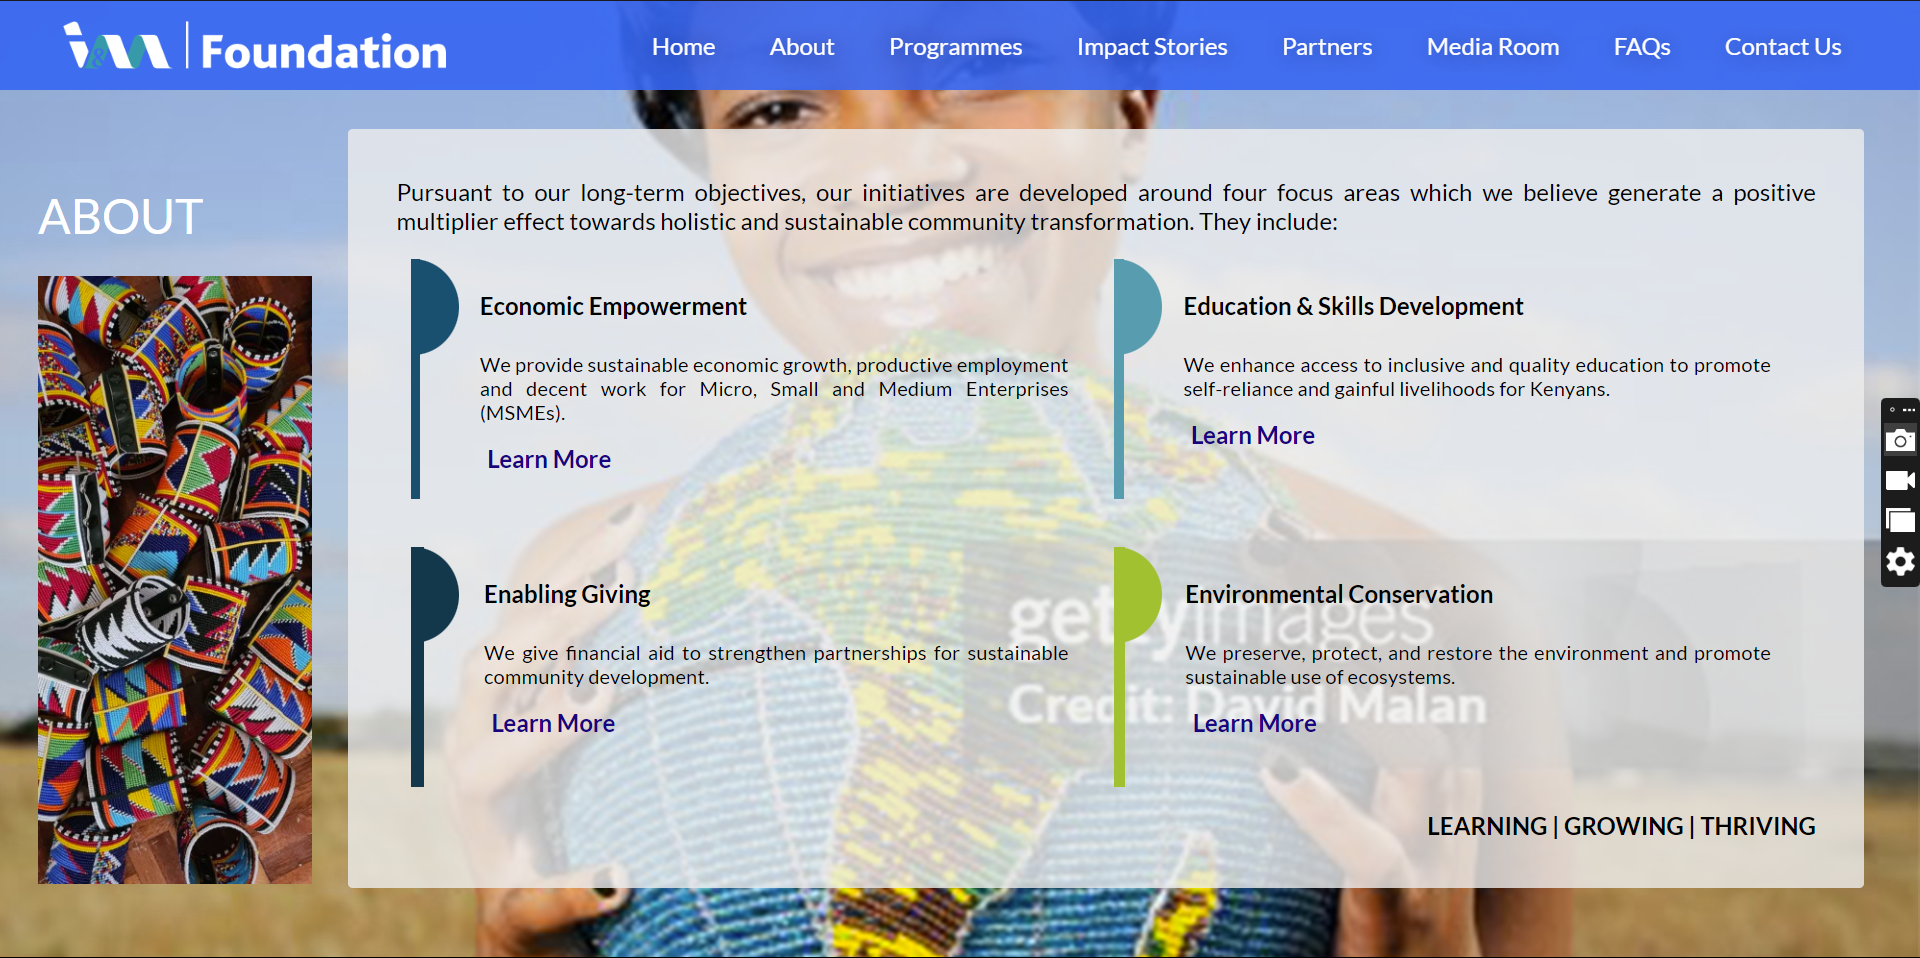 i&m | Foundation
Home About Programmes Impact Stories Partners Media Room FAQs Contact Us
ABOUT
Pursuant to our long-term objectives, our initiatives are developed around four focus areas which we believe generate a positive
multiplier effect towards holistic and sustainable community transformation. They include:
Economic Empowerment
We provide sustainable economic growth, productive employment
and decent work for Micro, Small and Medium Enterprises
(MSMEs).
Learn More
Education & Skills Development
We enhance access to inclusive and quality education to promote
self-reliance and gainful livelihoods for Kenyans.
Learn More
Enabling Giving
We give financial aid to strengthen partnerships for sustainable
community development.
Learn More
Environmental Conservation
We preserve, protect, and restore the environment and promote
sustainable use of ecosystems.
Learn More
gettyimages
Credit: David Malan
LEARNING | GROWING | THRIVING